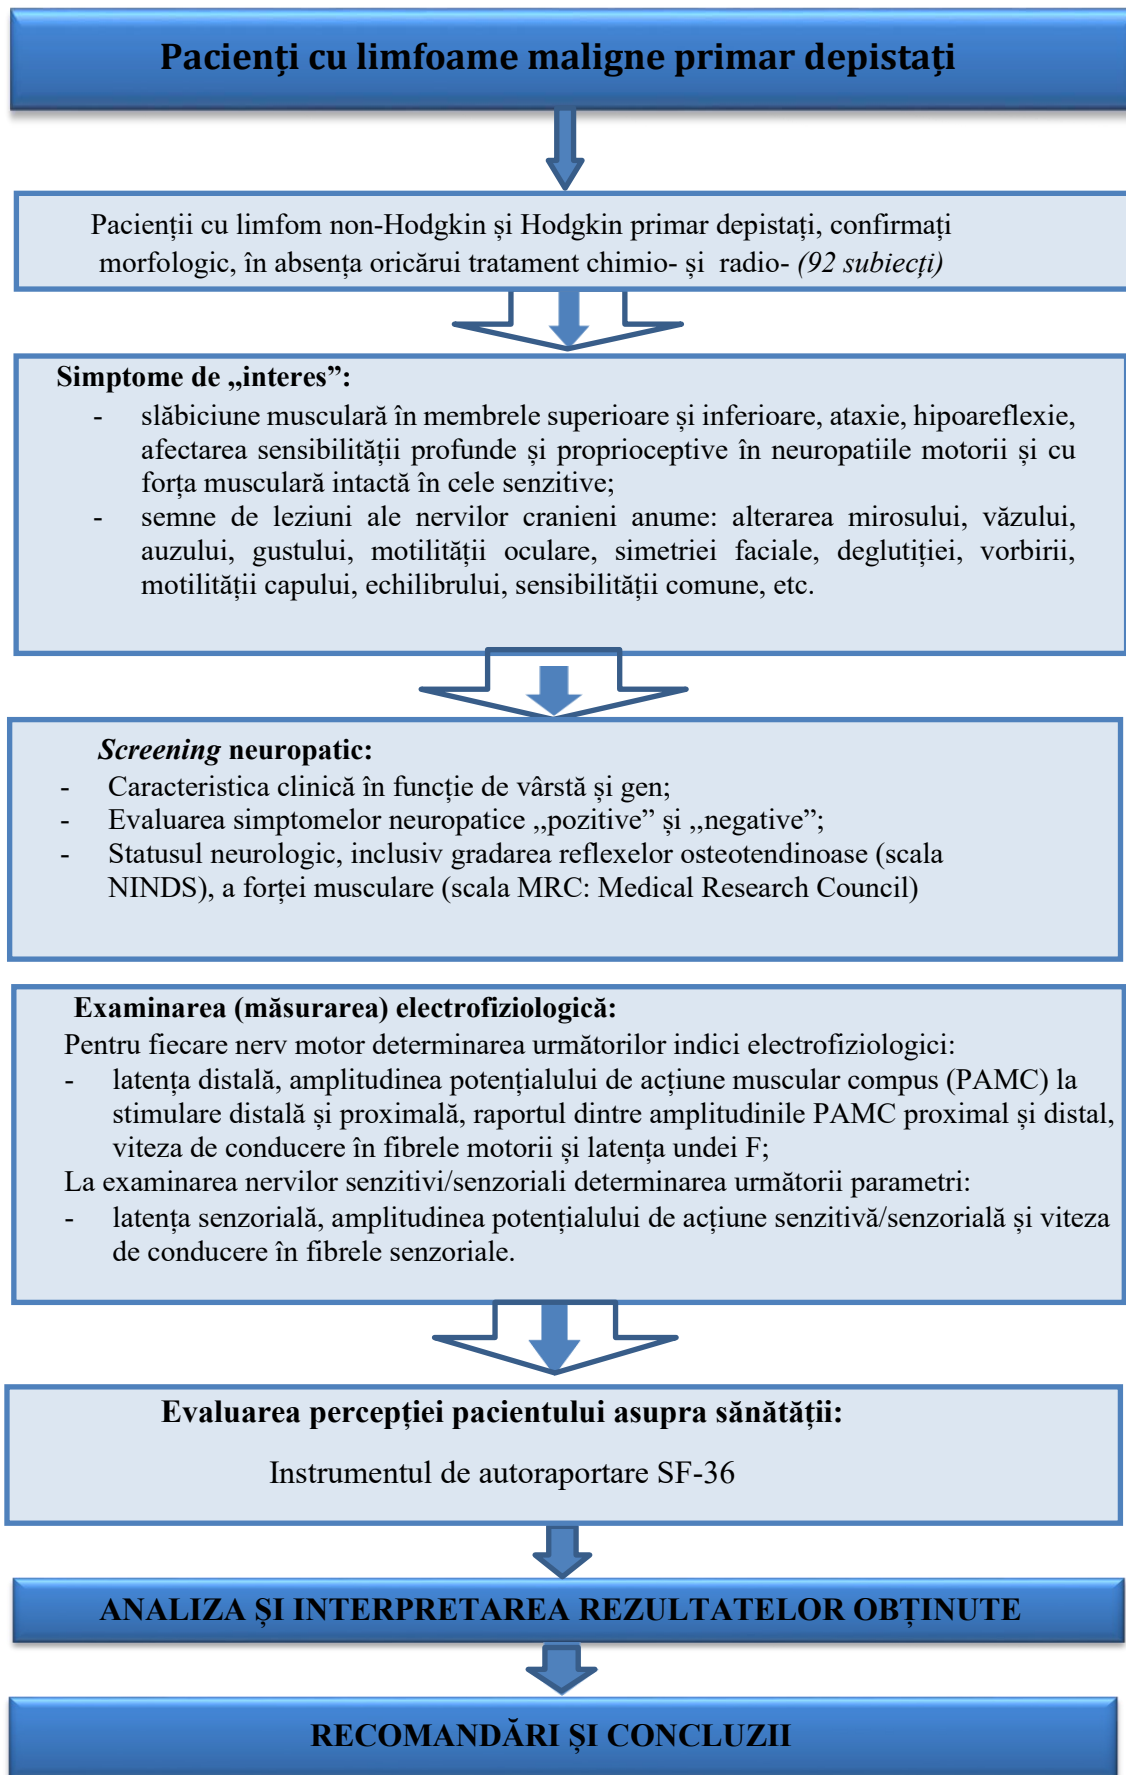 Pacienți cu limfoame maligne primar depistați
Pacienții cu limfom non-Hodgkin și Hodgkin primar depistați, confirmați
morfologic, în absența oricărui tratament chimio- și radio- (92 subiecți)
Simptome de „interes”:
- slăbiciune musculară în membrele superioare și inferioare, ataxie, hipoareflexie,
afectarea sensibilității profunde și proprioceptive în neuropatiile motorii și cu
forța musculară intactă în cele senzitive;
- semne de leziuni ale nervilor cranieni anume: alterarea mirosului, văzului,
auzului, gustului, motilității oculare, simetriei faciale, deglutiției, vorbirii,
motilității capului, echilibrului, sensibilității comune, etc.
Screening neuropatic:
- Caracteristica clinică în funcție de vârstă și gen;
- Evaluarea simptomelor neuropatice „pozitive” și „negative”;
- Statusul neurologic, inclusiv gradarea reflexelor osteotendinoase (scala
NINDS), a forței musculare (scala MRC: Medical Research Council)
Examinarea (măsurarea) electrofiziologică:
Pentru fiecare nerv motor determinarea următorilor indici electrofiziologici:
- latența distală, amplitudinea potențialului de acțiune muscular compus (PAMC) la
stimulare distală și proximală, raportul dintre amplitudinile PAMC proximal și distal,
viteza de conducere în fibrele motorii și latența undei F;
La examinarea nervilor senzitivi/senzoriali determinarea următorii parametri:
- latența senzorială, amplitudinea potențialului de acțiune senzitivă/senzorială și viteza
de conducere în fibrele senzoriale.
Evaluarea percepției pacientului asupra sănătății:
Instrumentul de autoraportare SF-36
ANALIZA ȘI INTERPRETAREA REZULTATELOR OBȚINUTE
RECOMANDĂRI ȘI CONCLUZII